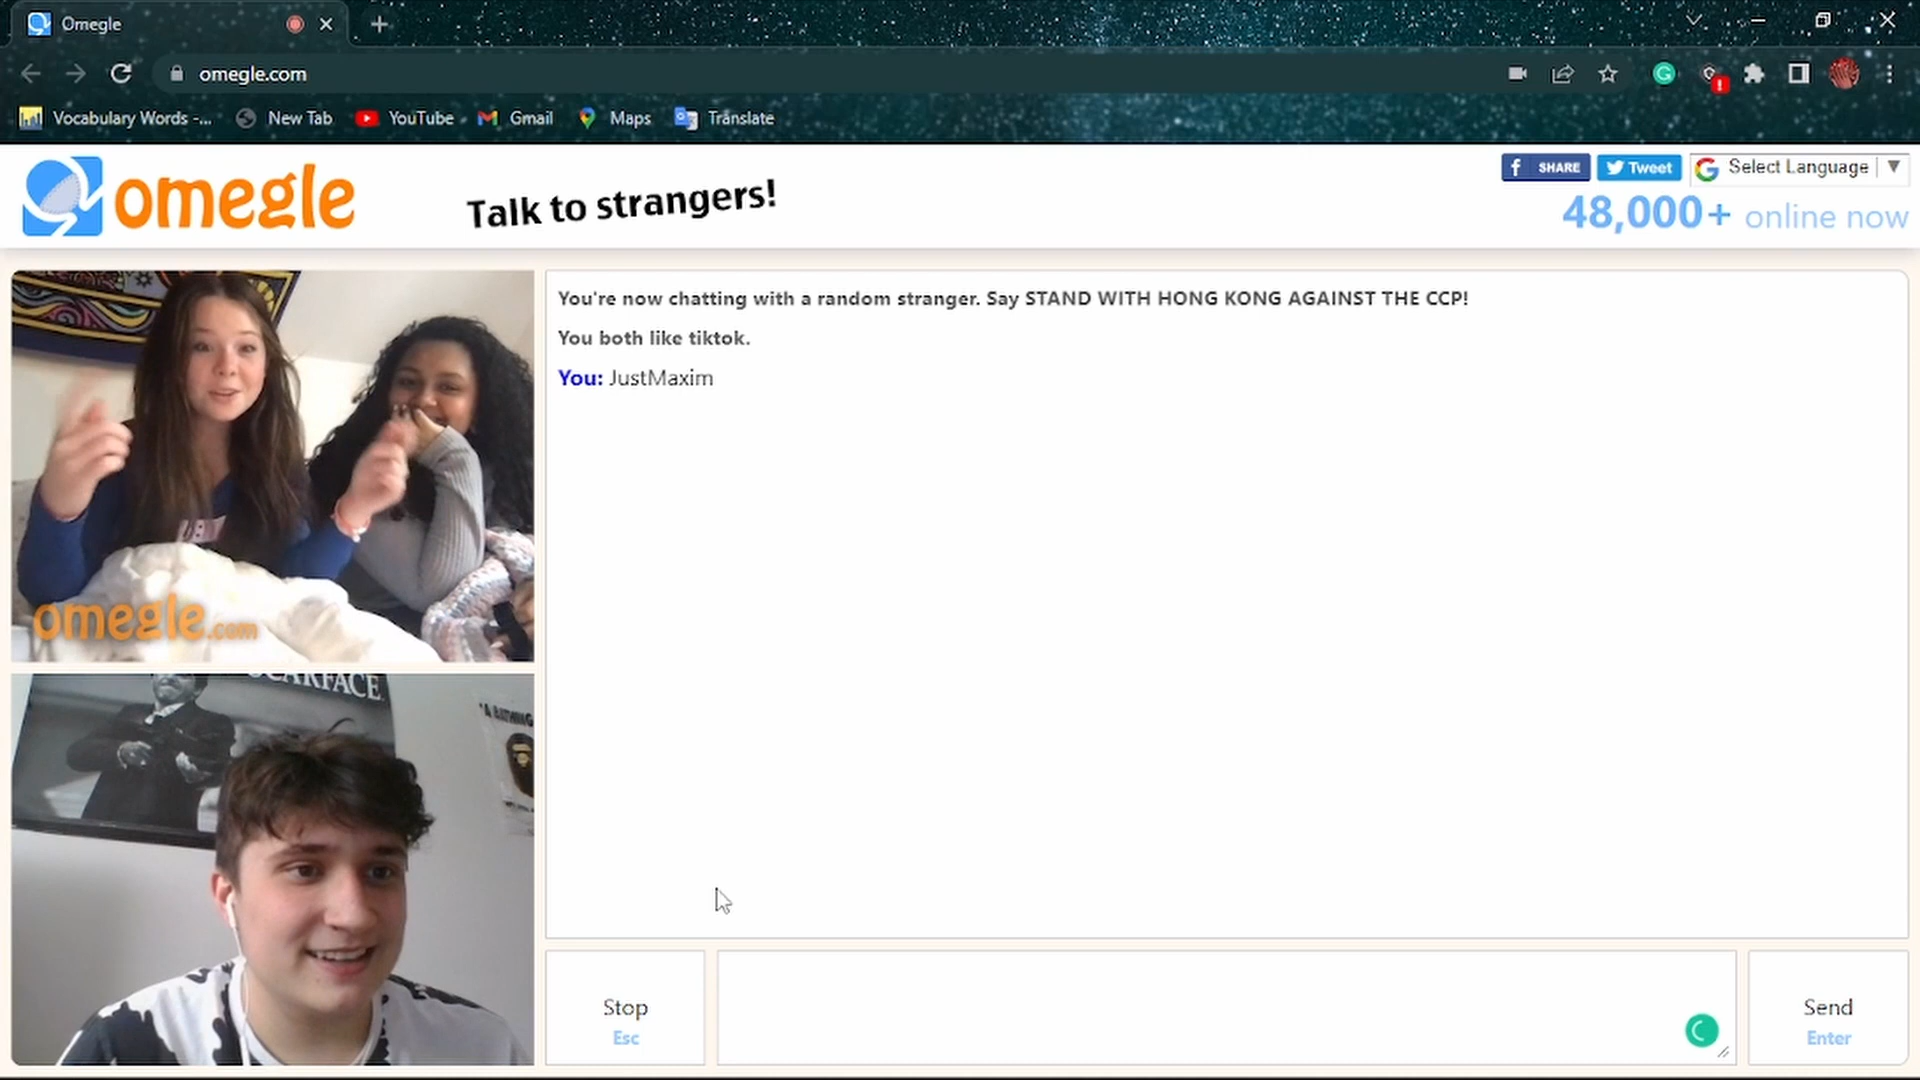 Omegle
omegle.com
Vocabulary Words -...
New Tab
YouTube
Gmail
Maps
Translate
omegle
Talk to strangers!
SHARE
Tweet
Select Language
48,000+ online now
You're now chatting with a random stranger. Say STAND WITH HONG KONG AGAINST THE CCP!
You both like tiktok.
You: JustMaxim
omegle.com
SCARFACE
Stop
Esc
Send
Enter